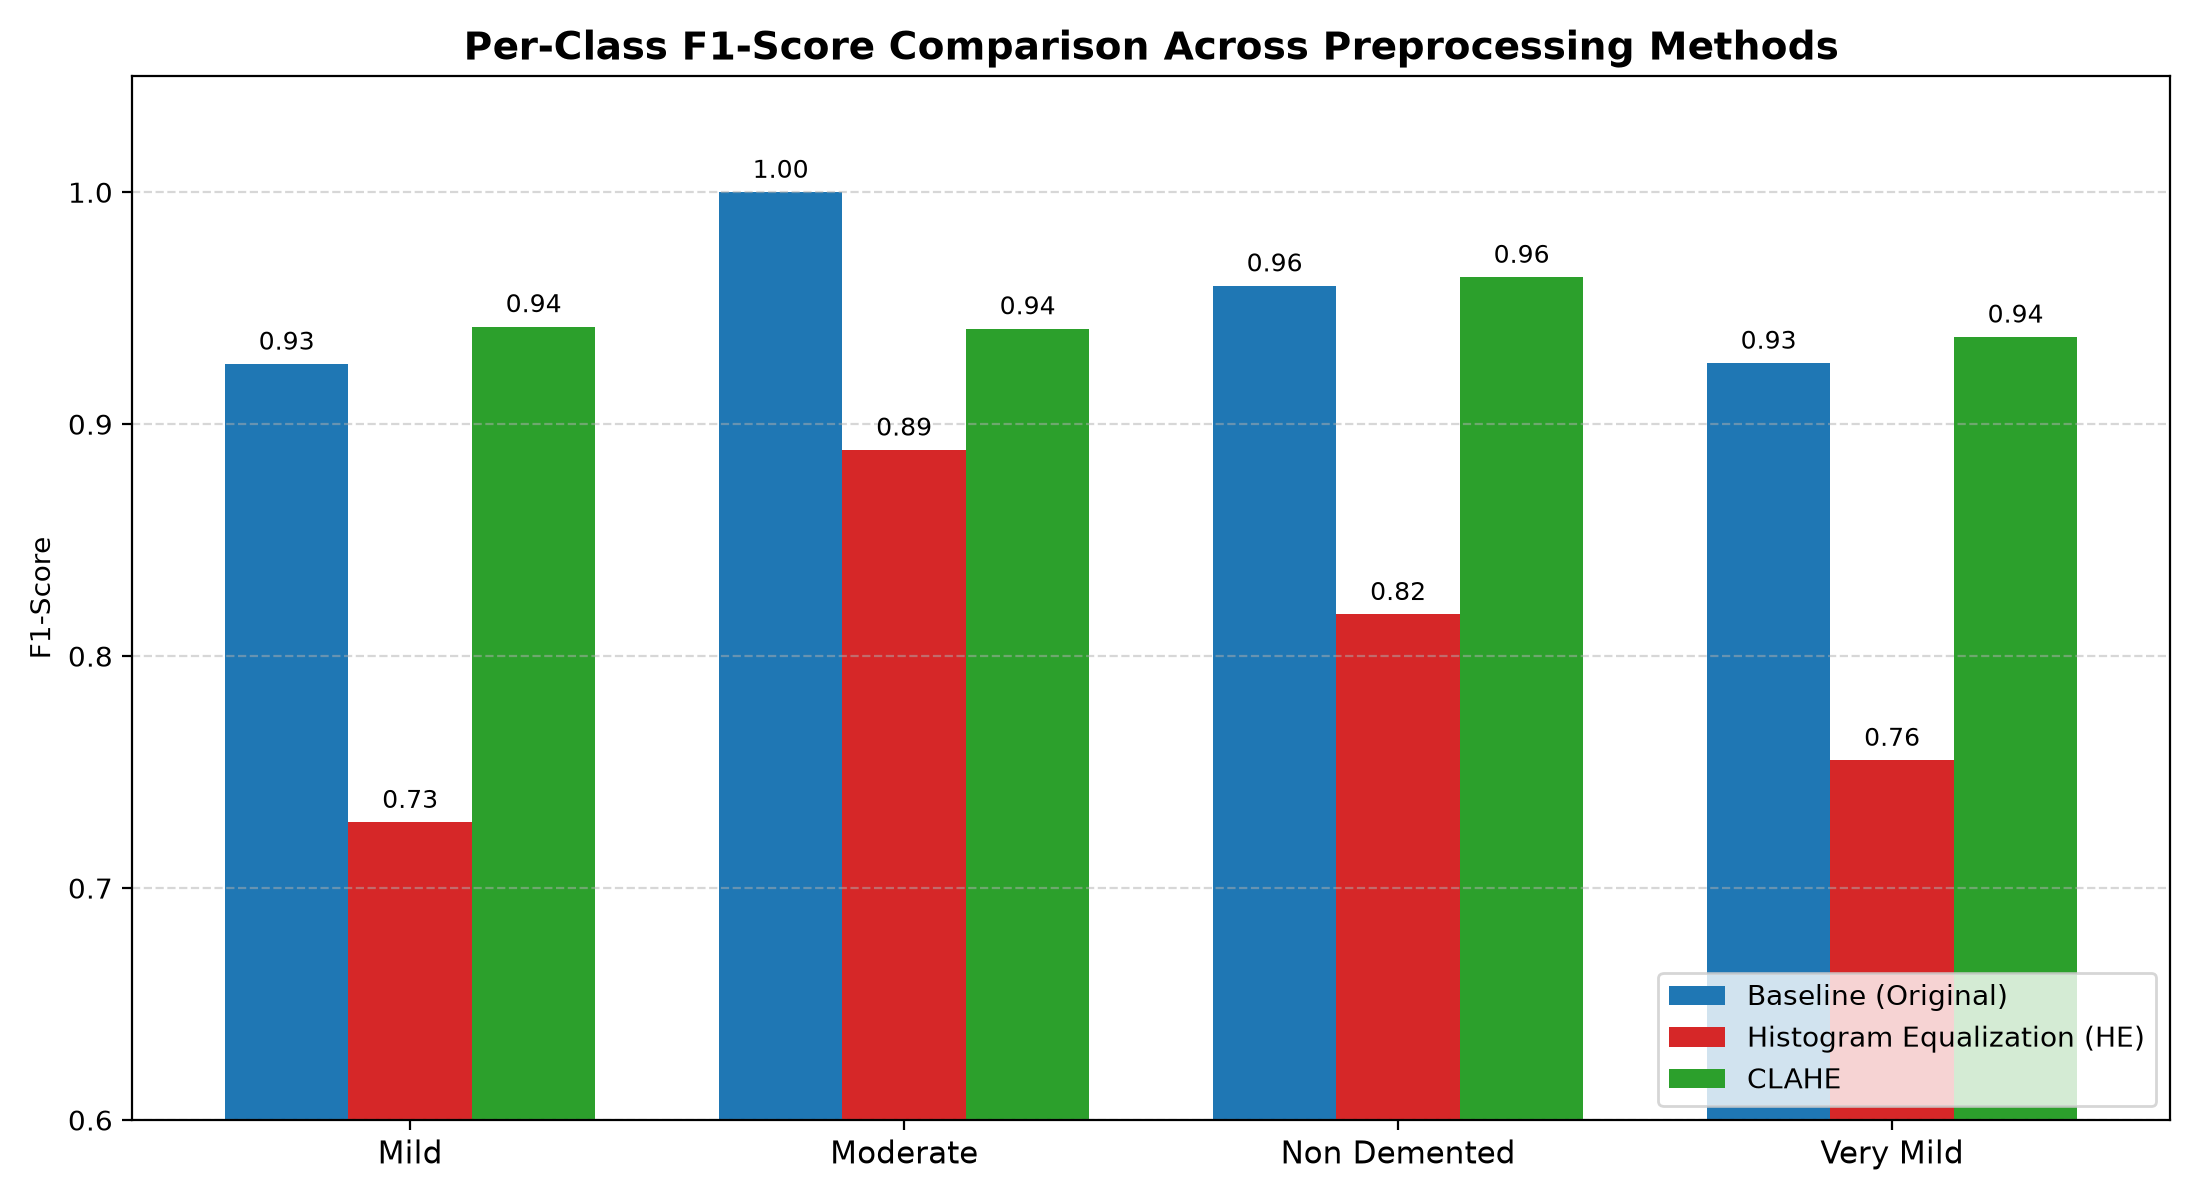 Per-Class F1-Score Comparison Across Preprocessing Methods
F1-Score
1.0
0.9
0.8
0.7
0.6
0.93
0.73
0.94
1.00
0.89
0.94
0.96
0.82
0.96
0.93
0.76
0.94
Mild
Moderate
Non Demented
Very Mild
Baseline (Original)
Histogram Equalization (HE)
CLAHE